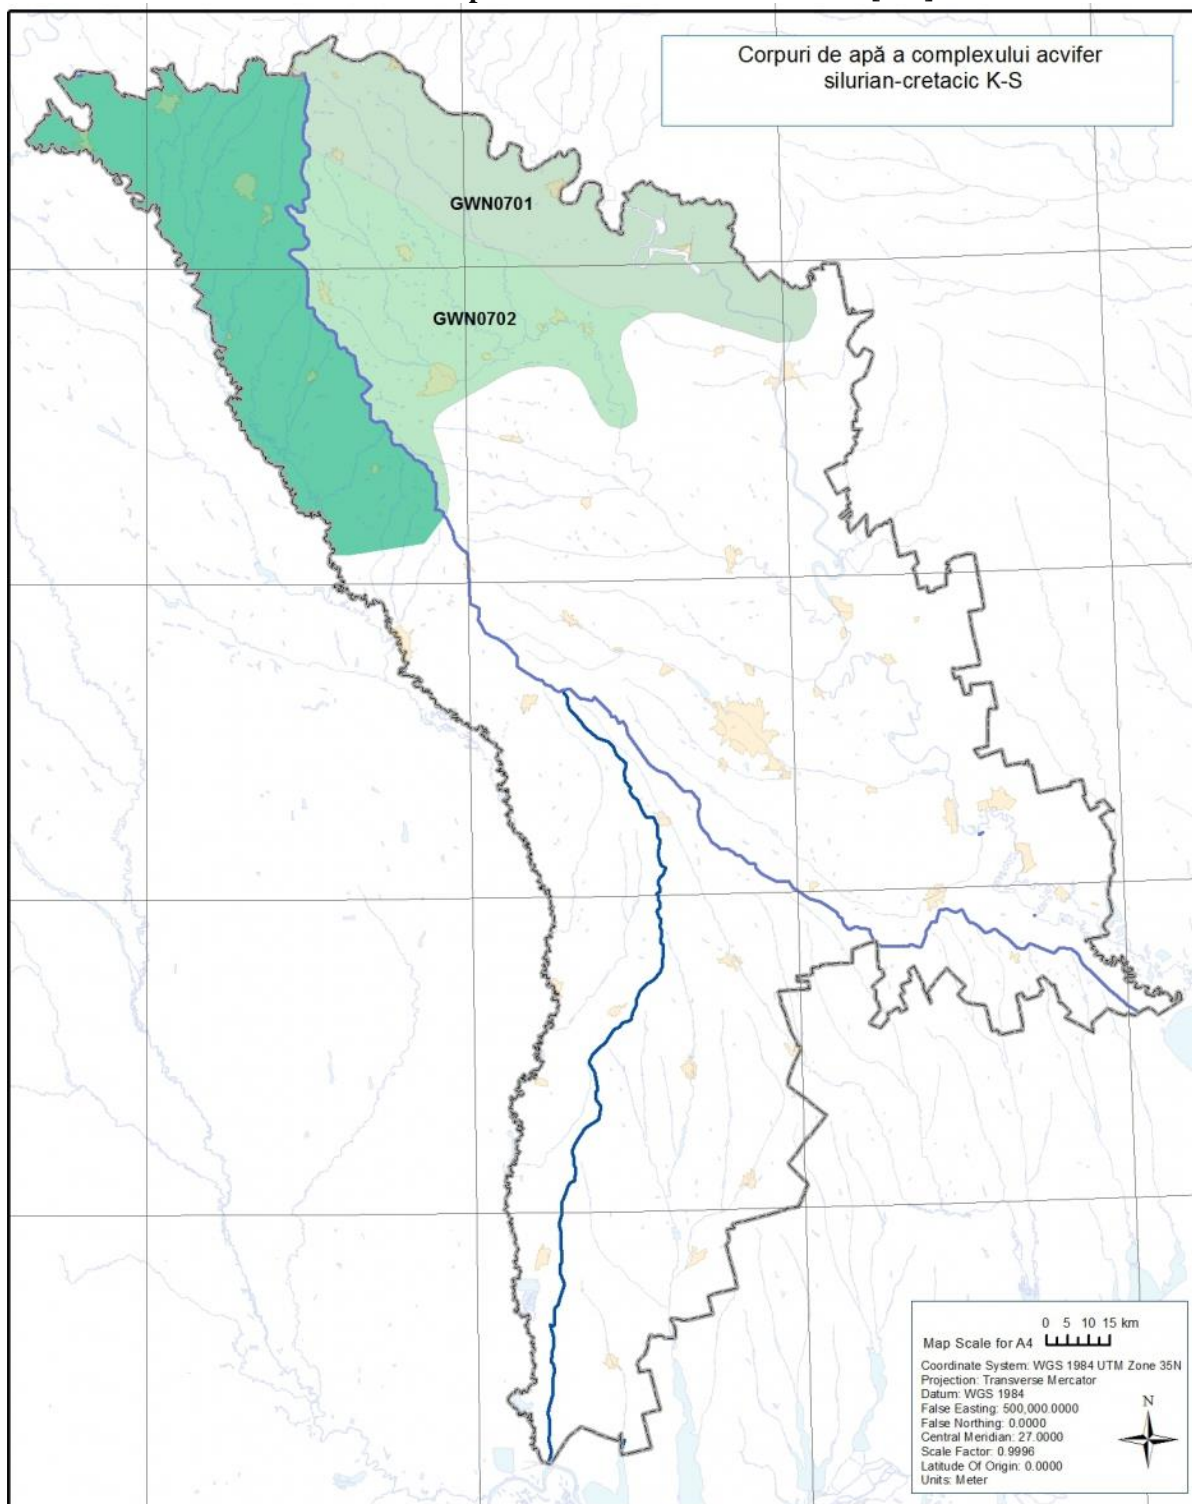 Corpuri de apă a complexului acvifer
silurian-cretacic K-S
GWN0701
GWN0702
0 5 10 15 km
Map Scale for A4
Coordinate System: WGS 1984 UTM Zone 35N
Projection: Transverse Mercator
Datum: WGS 1984
False Easting: 500,000.0000
False Northing: 0.0000
Central Meridian: 27.0000
Scale Factor: 0.9996
Latitude Of Origin: 0.0000
Units: Meter
N